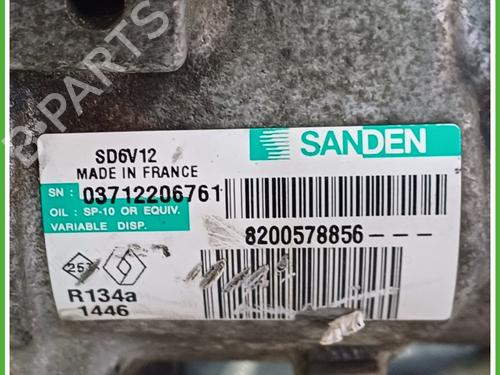 B-PARTS
SANDEN
SD6V12
MADE IN FRANCE
SN : 03712206761
OIL : SP-10 OR EQUIV.
VARIABLE DISP.
8200578856---
R134a
1446